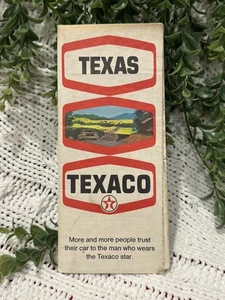 TEXAS
TEXACO
T
More and more people trust
their car to the man who wears
the Texaco star.